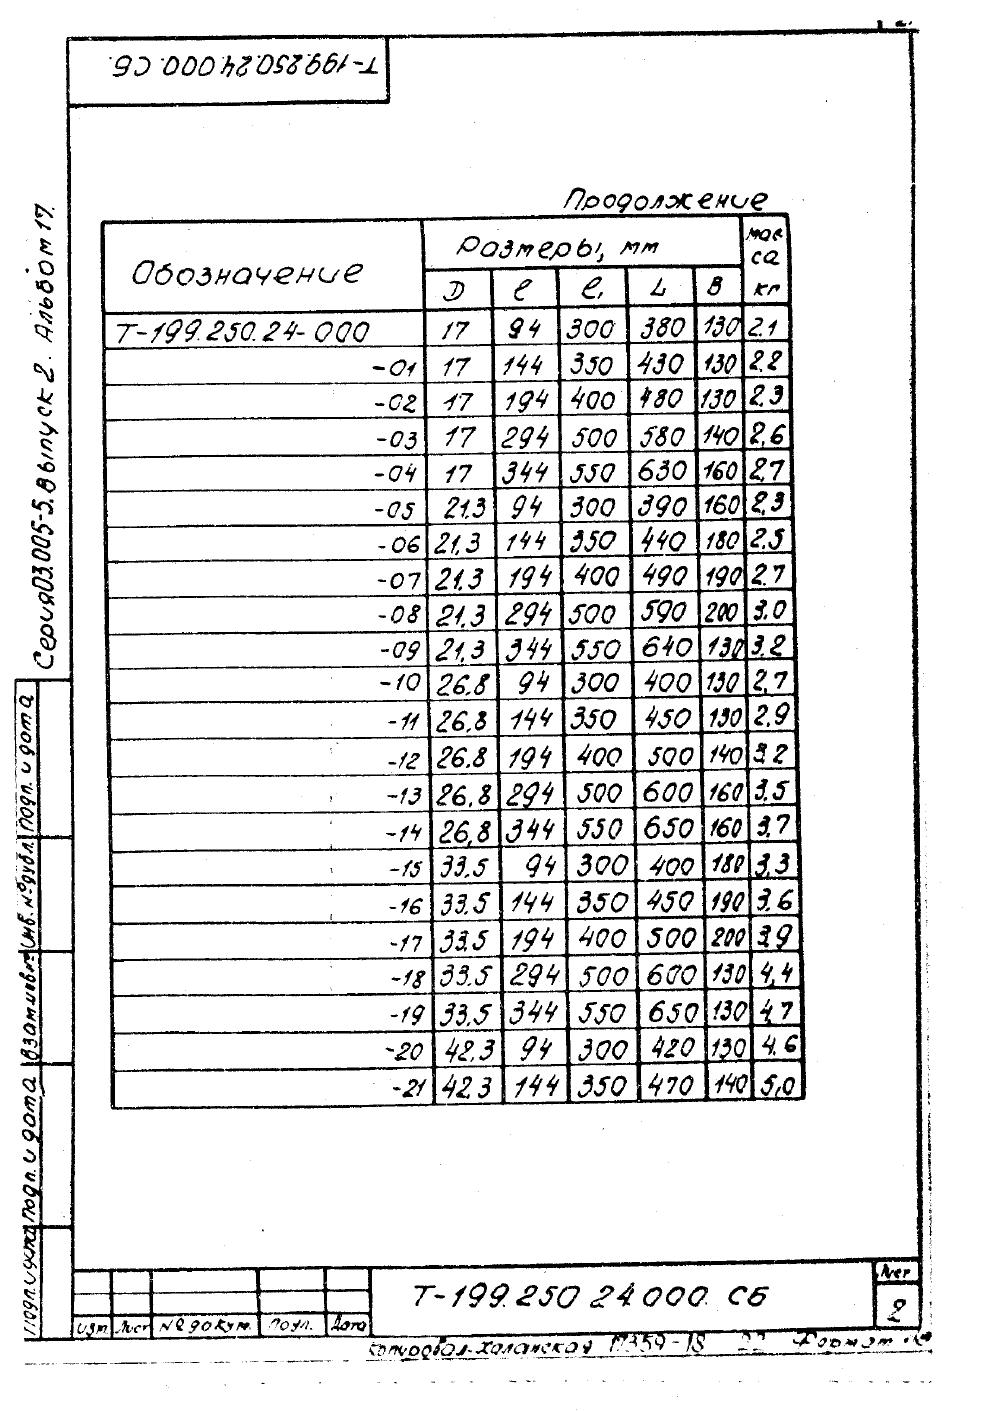 Т-199.250.24.000.СБ.
Серия 03.005-5. Выпуск 2. Альбом 17.
Продолжение
Обозначение Размеры, мм мас са кг
D ℓ ℓ₁ L В
Т-199.250.24-000 17 94 300 380 130 2.1
-01 17 144 350 430 130 2.2
-02 17 194 400 480 130 2.3
-03 17 294 500 580 140 2,6
-04 17 344 550 630 160 2,7
-05 21.3 94 300 390 160 2,3
-06 21,3 144 350 440 180 2.5
-07 21.3 194 400 490 190 2.7
-08 21.3 294 500 590 200 3.0
-09 21,3 344 550 640 130 3.2
-10 26.8 94 300 400 130 2,7
-11 26,8 144 350 450 130 2.9
-12 26.8 194 400 500 140 3.2
-13 26,8 294 500 600 160 3.5
-14 26,8 344 550 650 160 3.7
-15 33.5 94 300 400 180 3,3
-16 33.5 144 350 450 190 3.6
-17 33.5 194 400 500 200 3,9
-18 33.5 294 500 600 130 4,4
-19 33,5 344 550 650 130 4,7
-20 42,3 94 300 420 130 4.6
-21 42.3 144 350 470 140 5,0
Подп. и дата
Инв. № дубл.
Взам. инв. №
Подп. и дата
Изм Лист № докум. Подп. Дата
Т-199.250 24.000. СБ
Лист
2
Копировал- 18 22 Формат